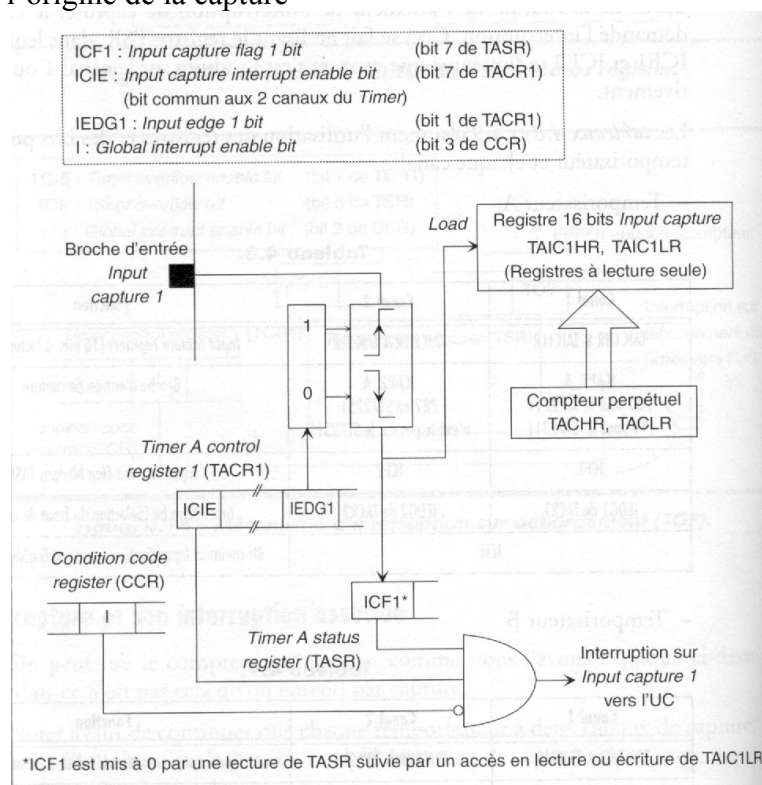 l'origine de la capture
ICF1 : Input capture flag 1 bit (bit 7 de TASR)
ICIE : Input capture interrupt enable bit (bit 7 de TACR1)
(bit commun aux 2 canaux du Timer)
IEDG1 : Input edge 1 bit (bit 1 de TACR1)
I : Global iterrupt enable bit (bit 3 de CCR)
Broche d'entrée
Input
capture 1
Load
Registre 16 bits Input capture
TAIC1HR, TAIC1LR
(Registres à lecture seule)
1
0
Compteur perpétuel
TACHR, TACLR
Timer A control
register 1 (TACR1)
ICIE
IEDG1
Condition code
register (CCR)
I
ICF1*
Timer A status
register (TASR)
Interruption sur
Input capture 1
vers l'UC
*ICF1 est mis à 0 par une lecture de TASR suivie par un accès en lecture ou écriture de TAIC1LR